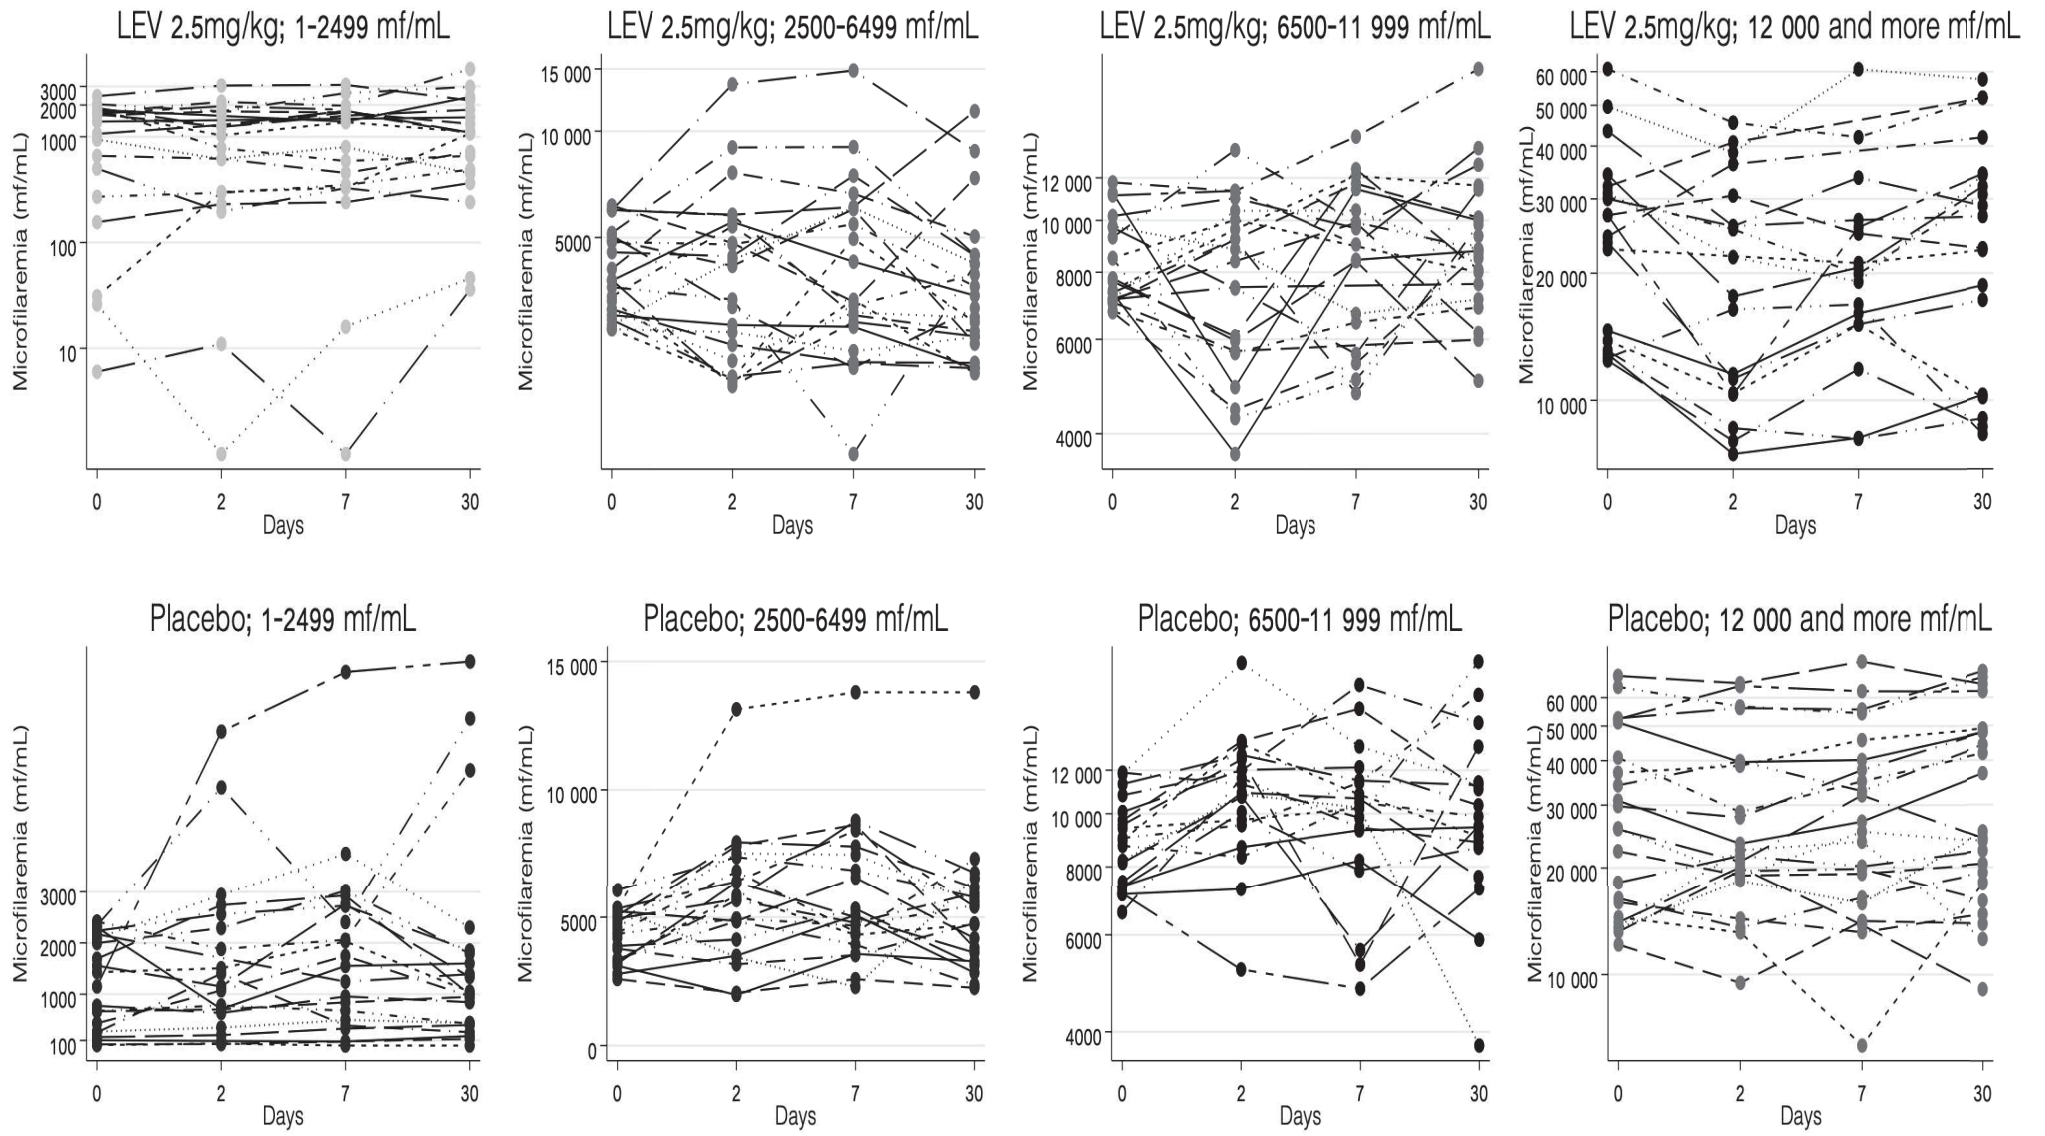 LEV 2.5mg/kg; 1-2499 mf/mL
Microfilaremia (mf/mL)
3000
2000
1000
100
10
0 2 7 30
Days
LEV 2.5mg/kg; 2500-6499 mf/mL
Microfilaremia (mf/mL)
15 000
10 000
5000
0 2 7 30
Days
LEV 2.5mg/kg; 6500-11 999 mf/mL
Microfilaremia (mf/mL)
12 000
10 000
8000
6000
4000
0 2 7 30
Days
LEV 2.5mg/kg; 12 000 and more mf/mL
Microfilaremia (mf/mL)
60 000
50 000
40 000
30 000
20 000
10 000
0 2 7 30
Days
Placebo; 1-2499 mf/mL
Microfilaremia (mf/mL)
3000
2000
1000
100
0 2 7 30
Days
Placebo; 2500-6499 mf/mL
Microfilaremia (mf/mL)
15 000
10 000
5000
0
0 2 7 30
Days
Placebo; 6500-11 999 mf/mL
Microfilaremia (mf/mL)
12 000
10 000
8000
6000
4000
0 2 7 30
Days
Placebo; 12 000 and more mf/mL
Microfilaremia (mf/mL)
60 000
50 000
40 000
30 000
20 000
10 000
0 2 7 30
Days